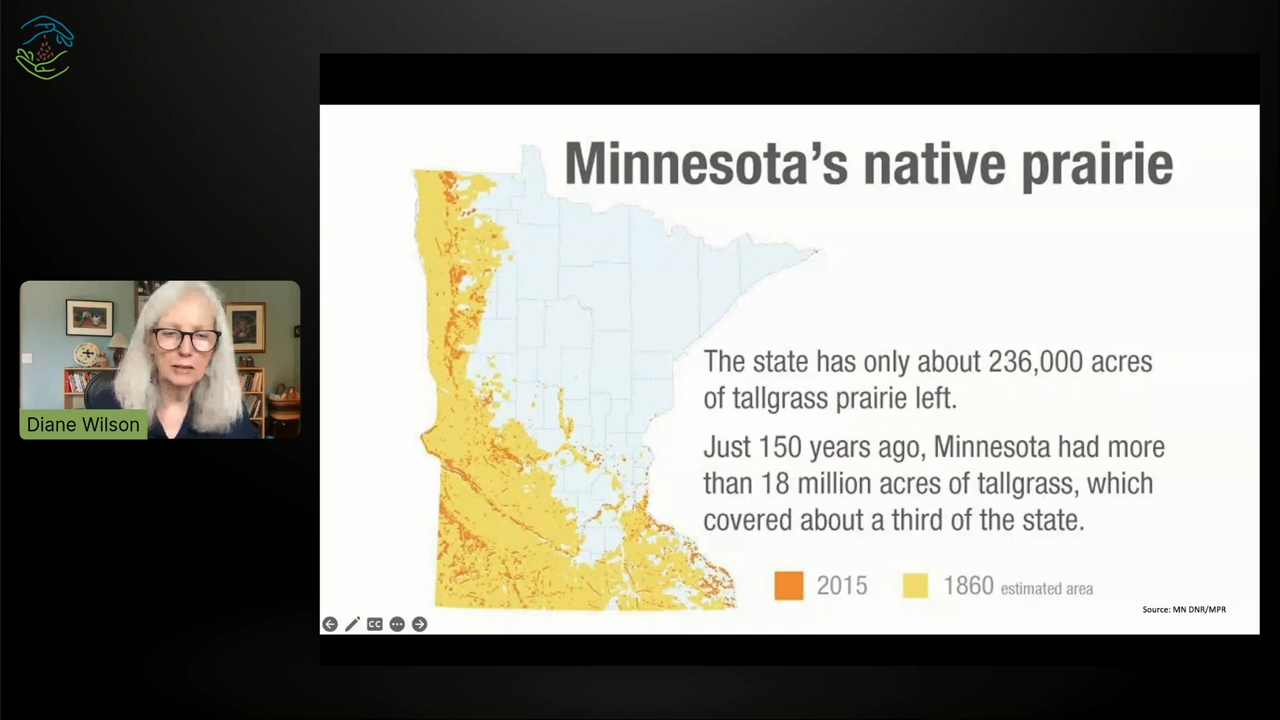 Minnesota’s native prairie
The state has only about 236,000 acres
of tallgrass prairie left.
Just 150 years ago, Minnesota had more
than 18 million acres of tallgrass, which
covered about a third of the state.
2015
1860 estimated area
Source: MN DNR/MPR
CC
Diane Wilson